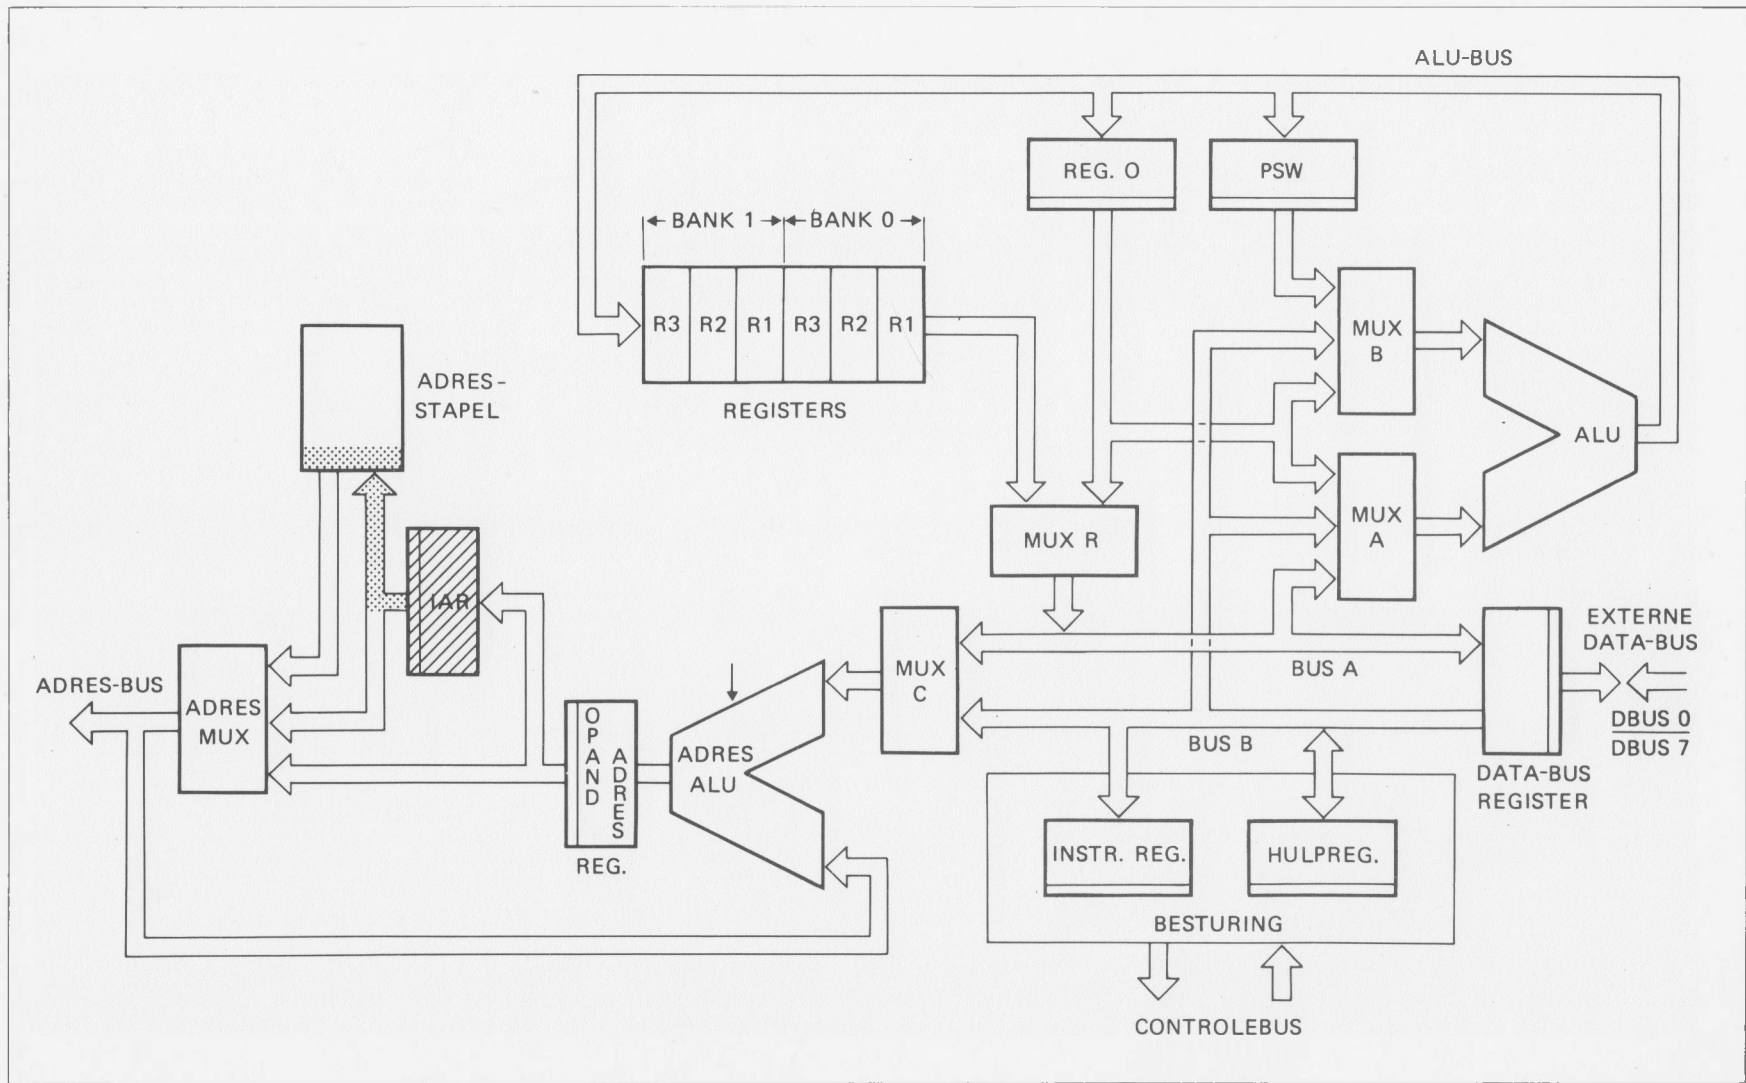 ALU-BUS
REG. O
PSW
BANK 1
BANK 0
R3
R2
R1
R3
R2
R1
REGISTERS
MUX
B
ALU
MUX
A
ADRES-
STAPEL
IAR
MUX R
MUX
C
EXTERNE
DATA-BUS
DBUS 0
DBUS 7
BUS A
BUS B
DATA-BUS
REGISTER
ADRES-BUS
ADRES
MUX
OPAND
ADRES
REG.
ADRES
ALU
INSTR. REG.
HULPREG.
BESTURING
CONTROLEBUS